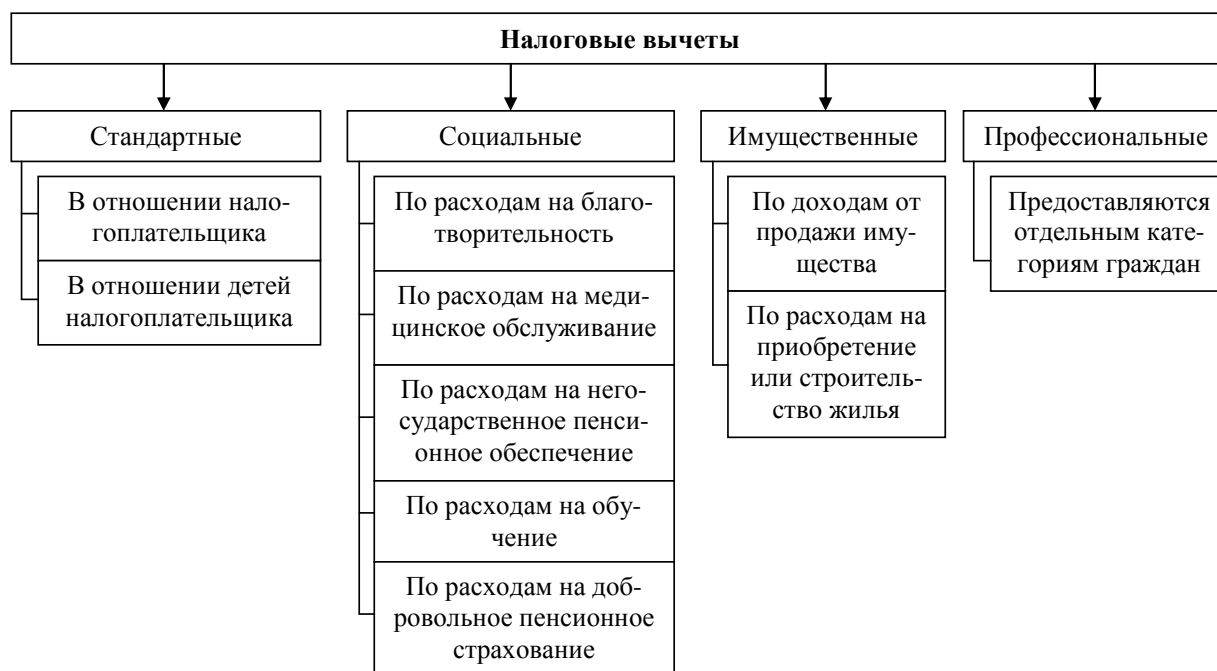 Налоговые вычеты
Стандартные
В отношении нало-
гоплательщика
В отношении детей
налогоплательщика
Социальные
По расходам на благо-
творительность
По расходам на меди-
цинское обслуживание
По расходам на него-
сударственное пенси-
онное обеспечение
По расходам на обу-
чение
По расходам на доб-
ровольное пенсионное
страхование
Имущественные
По доходам от
продажи иму-
щества
По расходам на
приобретение
или строитель-
ство жилья
Профессиональные
Предоставляются
отдельным кате-
гориям граждан